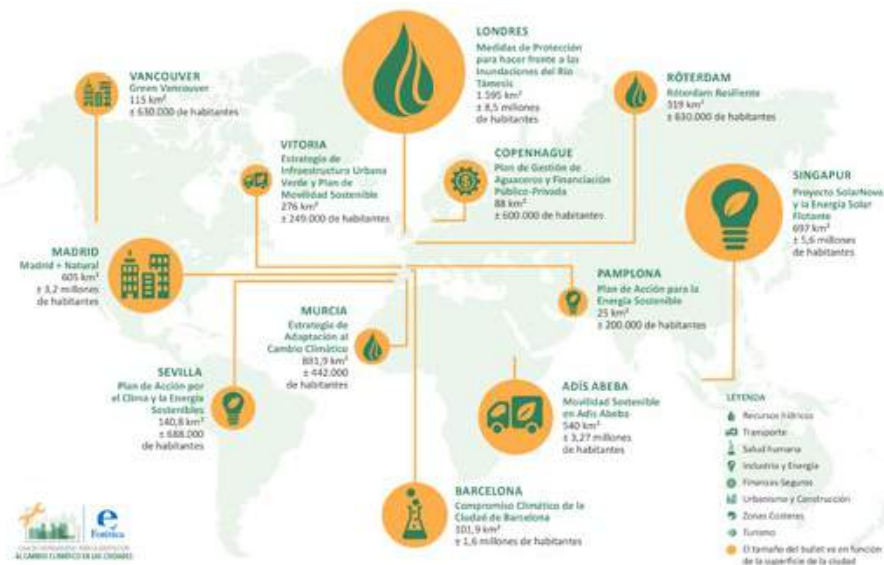 LONDRES
Medidas de Protección
para hacer frente a las
Inundaciones del Río
Támesis
1.595 km²
± 8,5 millones
de habitantes
VANCOUVER
Green Vancouver
115 km²
± 630.000 de habitantes
RÓTERDAM
Róterdam Resiliente
319 km²
± 630.000 de habitantes
VITORIA
Estrategia de
Infraestructura Urbana
Verde y Plan de
Movilidad Sostenible
276 km²
± 249.000 de habitantes
COPENHAGUE
Plan de Gestión de
Aguaceros y Financiación
Público-Privada
88 km²
± 600.000 de habitantes
SINGAPUR
Proyecto SolarNova
y la Energía Solar
Flotante
697 km²
± 5,6 millones
de habitantes
MADRID
Madrid + Natural
605 km²
± 3,2 millones
de habitantes
PAMPLONA
Plan de Acción para la
Energía Sostenible
25 km²
± 200.000 de habitantes
MURCIA
Estrategia de
Adaptación al
Cambio Climático
881,9 km²
± 442.000
de habitantes
SEVILLA
Plan de Acción por
el Clima y la Energía
Sostenibles
140,8 km²
± 688.000
de habitantes
ADÍS ABEBA
Movilidad Sostenible
en Adís Abeba
540 km²
± 3,27 millones
de habitantes
BARCELONA
Compromiso Climático de la
Ciudad de Barcelona
101,9 km²
± 1,6 millones de habitantes
LEYENDA
Recursos hídricos
Transporte
Salud humana
Industria y Energía
Finanzas Seguros
Urbanismo y Construcción
Zonas Costeras
Turismo
El tamaño del bullet va en función
de la superficie de la ciudad
e
Forética
AL CAMBIO CLIMÁTICO EN LAS CIUDADES